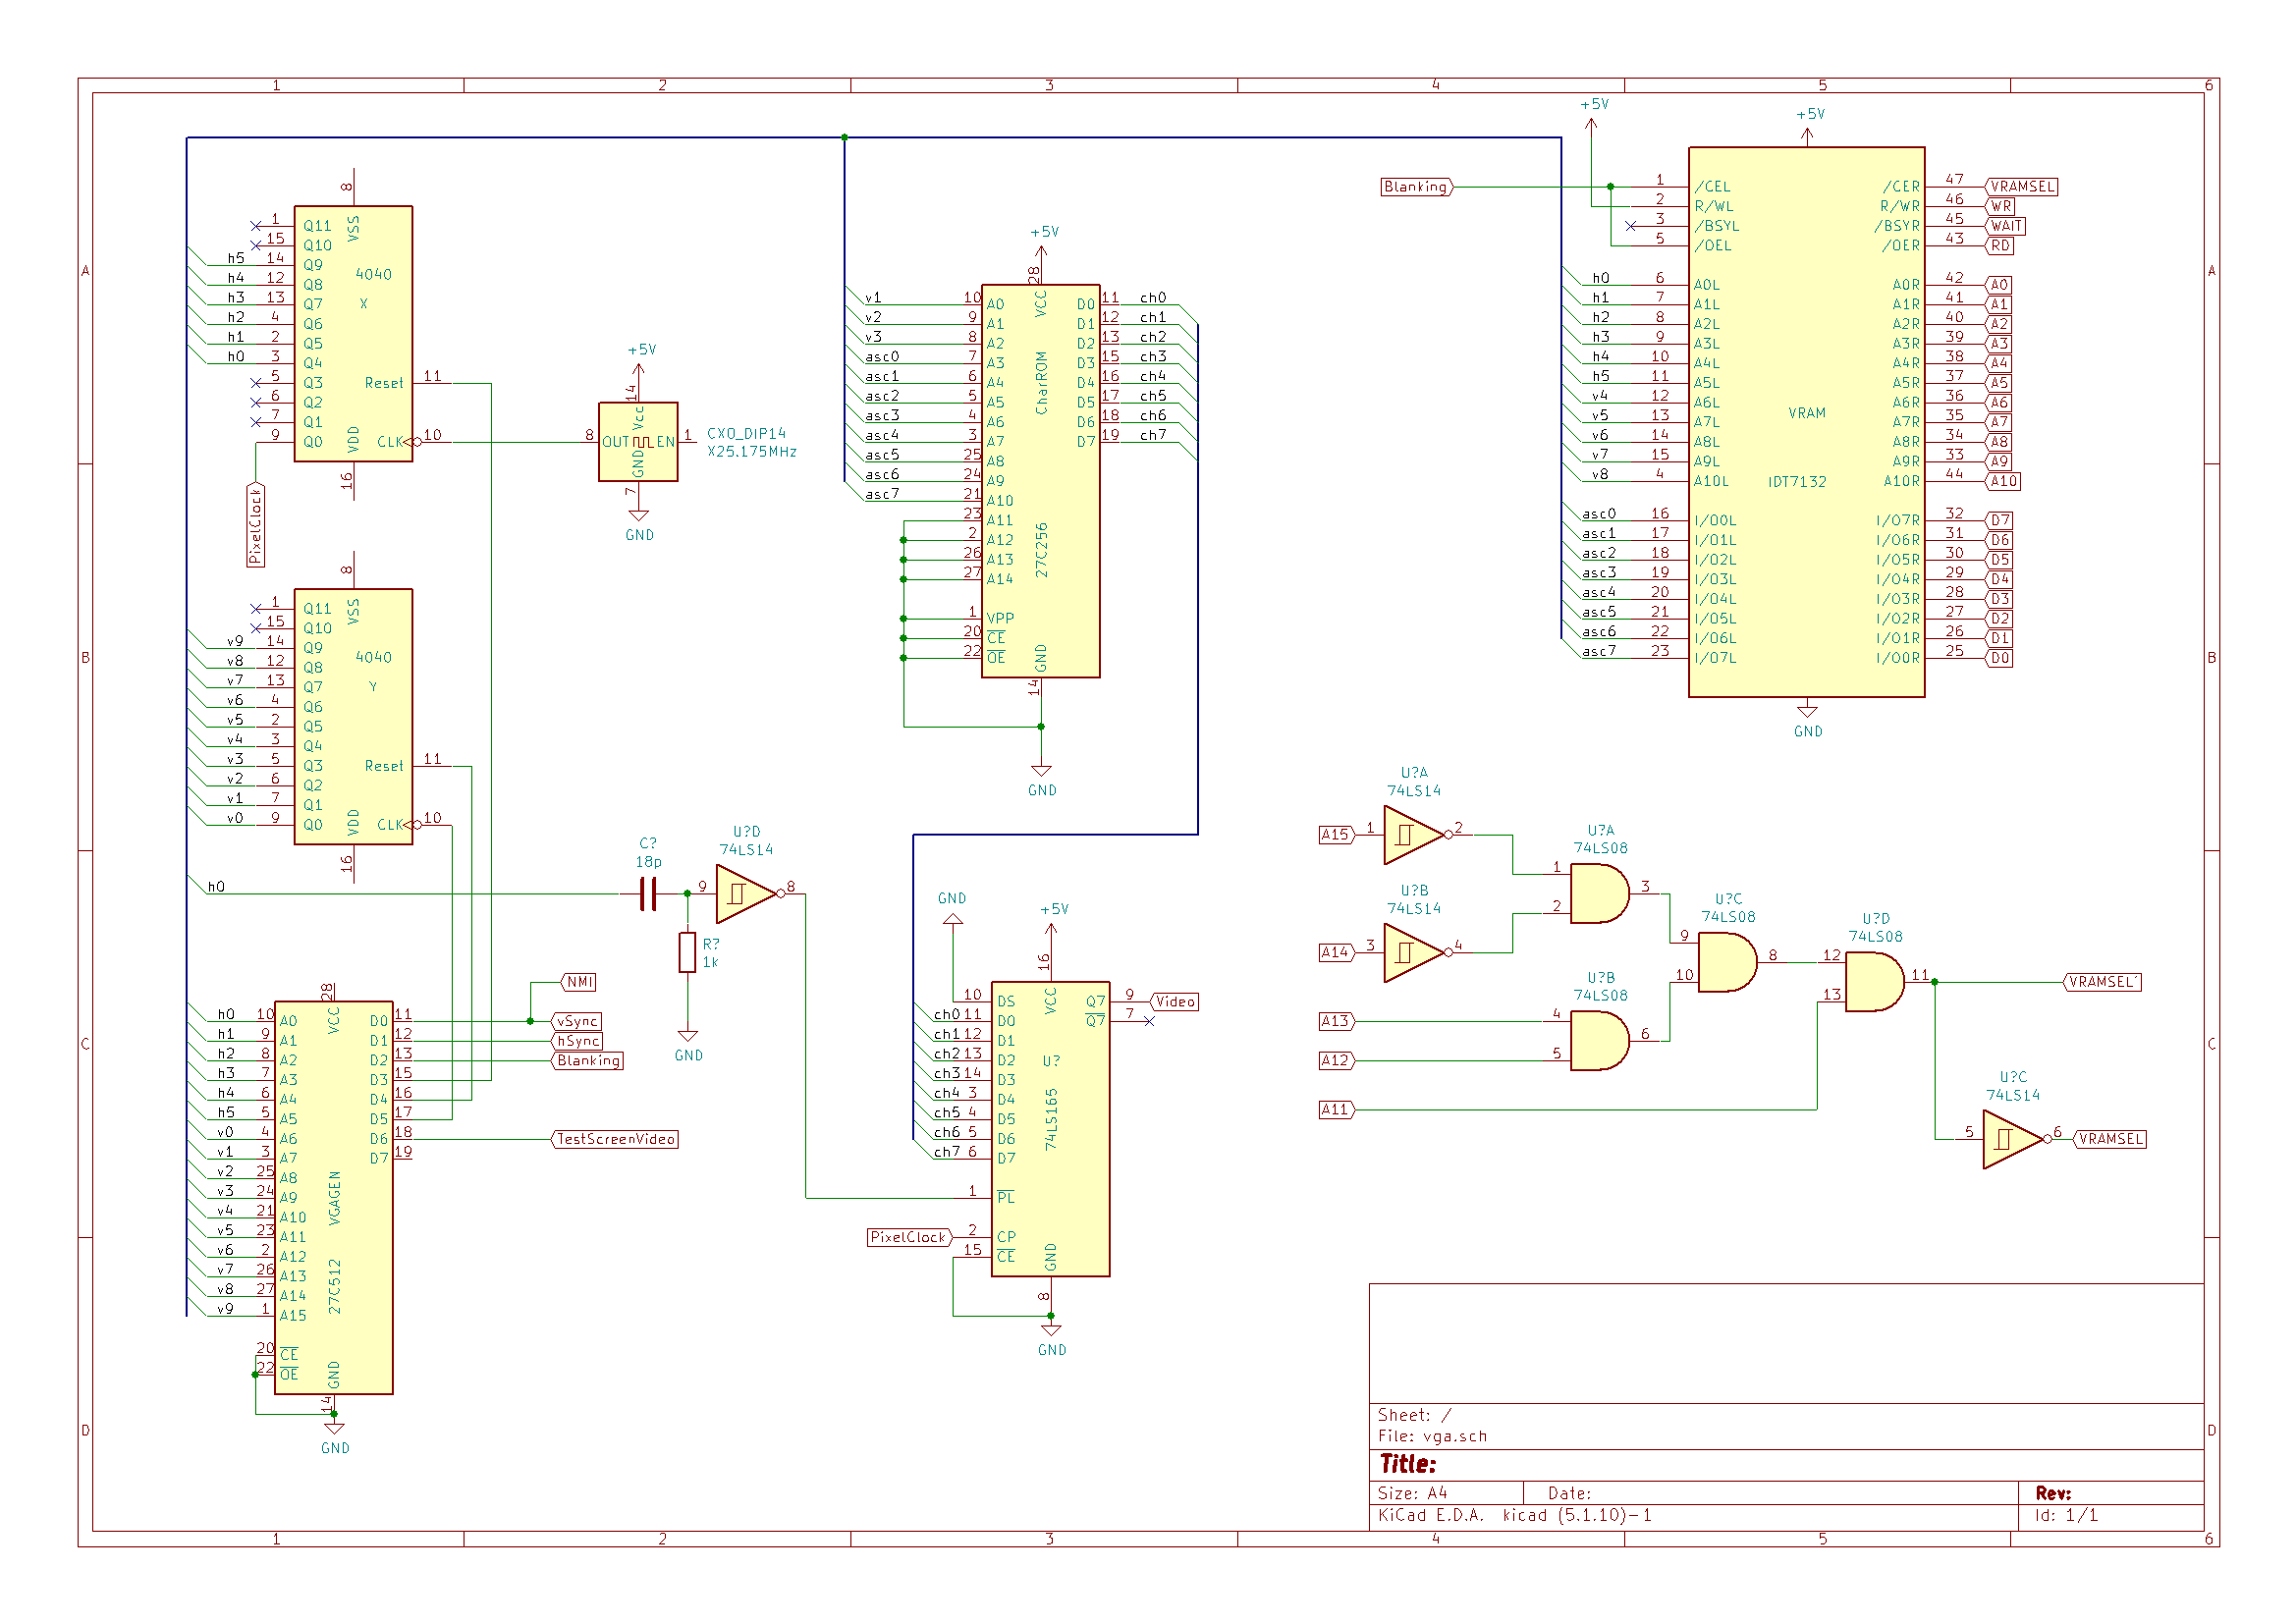 1 2 3 4 5 6
A
B
C
D
8
VSS
1 Q11
15 Q10
h5 14 Q9
h4 12 Q8
h3 13 Q7
h2 4 Q6
h1 2 Q5
h0 3 Q4
5 Q3
6 Q2
7 Q1
9 Q0
4040
X
Reset 11
CLK 10
VDD
16
PixelClock
+5V
14
Vcc
8 OUT EN 1
GND
7
GND
CXO_DIP14
X25.175MHz
8
VSS
1 Q11
15 Q10
v9 14 Q9
v8 12 Q8
v7 13 Q7
v6 4 Q6
v5 2 Q5
v4 3 Q4
v3 5 Q3
v2 6 Q2
v1 7 Q1
v0 9 Q0
4040
Y
Reset 11
CLK 10
VDD
16
h0
C?
18p
U?D
74LS14
9 8
R?
1k
GND
28
VCC
h0 10 A0
h1 9 A1
h2 8 A2
h3 7 A3
h4 6 A4
h5 5 A5
v0 4 A6
v1 3 A7
v2 25 A8
v3 24 A9
v4 21 A10
v5 23 A11
v6 2 A12
v7 26 A13
v8 27 A14
v9 1 A15
20 CE
22 OE
VGAGEN
27C512
GND
14
GND
D0 11 vSync
D1 12 hSync
D2 13 Blanking
D3 15
D4 16
D5 17
D6 18 TestScreenVideo
D7 19
NMI
+5V
28
VCC
v1 10 A0
v2 9 A1
v3 8 A2
asc0 7 A3
asc1 6 A4
asc2 5 A5
asc3 4 A6
asc4 3 A7
asc5 25 A8
asc6 24 A9
asc7 21 A10
23 A11
2 A12
26 A13
27 A14
1 VPP
20 CE
22 OE
CharROM
27C256
D0 11 ch0
D1 12 ch1
D2 13 ch2
D3 15 ch3
D4 16 ch4
D5 17 ch5
D6 18 ch6
D7 19 ch7
GND
14
GND
GND
+5V
16
VCC
10 DS
ch0 11 D0
ch1 12 D1
ch2 13 D2
ch3 14 D3
ch4 3 D4
ch5 4 D5
ch6 5 D6
ch7 6 D7
1 PL
PixelClock 2 CP
15 CE
U?
74LS165
Q7 9 Video
Q7 7
GND
8
GND
+5V
+5V
Blanking
1 /CEL
2 R/WL
3 /BSYL
5 /OEL
h0 6 A0L
h1 7 A1L
h2 8 A2L
h3 9 A3L
h4 10 A4L
h5 11 A5L
v4 12 A6L
v5 13 A7L
v6 14 A8L
v7 15 A9L
v8 4 A10L
asc0 16 I/O0L
asc1 17 I/O1L
asc2 18 I/O2L
asc3 19 I/O3L
asc4 20 I/O4L
asc5 21 I/O5L
asc6 22 I/O6L
asc7 23 I/O7L
VRAM
IDT7132
/CER 47 VRAMSEL
R/WR 46 WR
/BSYR 45 WAIT
/OER 43 RD
A0R 42 A0
A1R 41 A1
A2R 40 A2
A3R 39 A3
A4R 38 A4
A5R 37 A5
A6R 36 A6
A7R 35 A7
A8R 34 A8
A9R 33 A9
A10R 44 A10
I/O7R 32 D7
I/O6R 31 D6
I/O5R 30 D5
I/O4R 29 D4
I/O3R 28 D3
I/O2R 27 D2
I/O1R 26 D1
I/O0R 25 D0
GND
U?A
74LS14
A15 1 2
U?B
74LS14
A14 3 4
U?A
74LS08
1 2 3
U?B
74LS08
A13 4
A12 5
6
U?C
74LS08
9 10 8
U?D
74LS08
12 13 11
A11
VRAMSEL'
U?C
74LS14
5 6 VRAMSEL
Sheet: /
File: vga.sch
Title:
Size: A4 Date: Rev:
KiCad E.D.A. kicad (5.1.10)-1 Id: 1/1
A
B
C
D
1 2 3 4 5 6